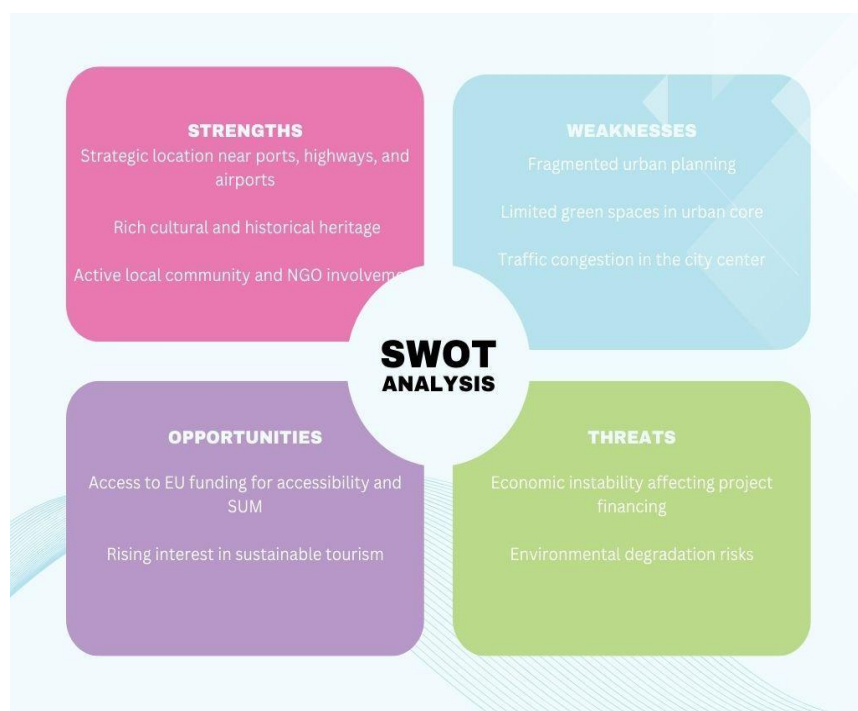 STRENGTHS
Strategic location near ports, highways, and
airports
Rich cultural and historical heritage
Active local community and NGO involveme
WEAKNESSES
Fragmented urban planning
Limited green spaces in urban core
Traffic congestion in the city center
SWOT
ANALYSIS
OPPORTUNITIES
Access to EU funding for accessibility and
SUM
Rising interest in sustainable tourism
THREATS
Economic instability affecting project
financing
Environmental degradation risks